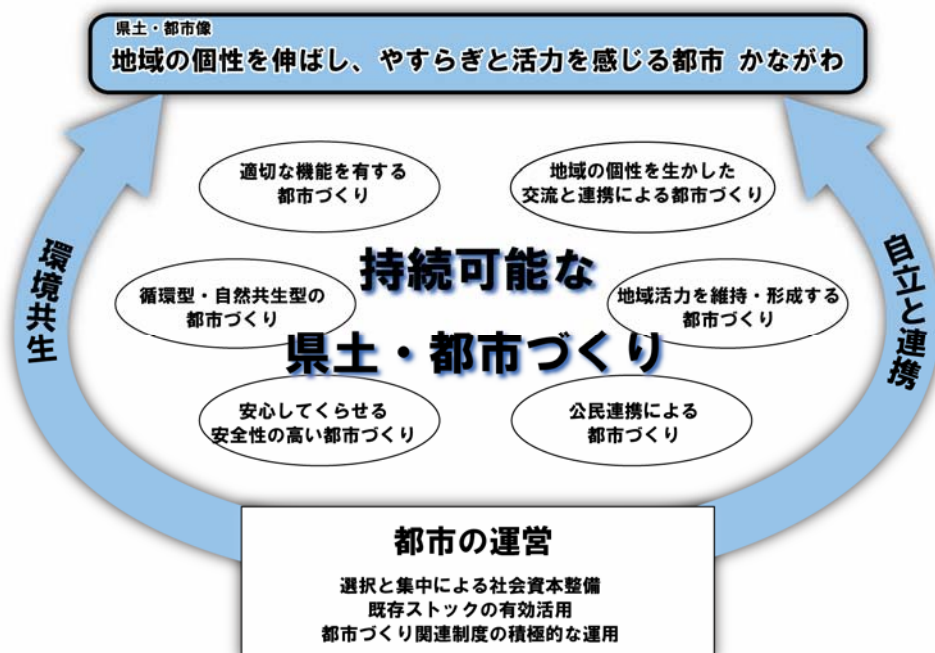 県土・都市像
地域の個性を伸ばし、やすらぎと活力を感じる都市 かながわ
適切な機能を有する
都市づくり
地域の個性を生かした
交流と連携による都市づくり
環境共生
持続可能な
自立と連携
循環型・自然共生型の
都市づくり
地域活力を維持・形成する
都市づくり
県土・都市づくり
安心してくらせる
安全性の高い都市づくり
公民連携による
都市づくり
都市の運営
選択と集中による社会資本整備
既存ストックの有効活用
都市づくり関連制度の積極的な運用